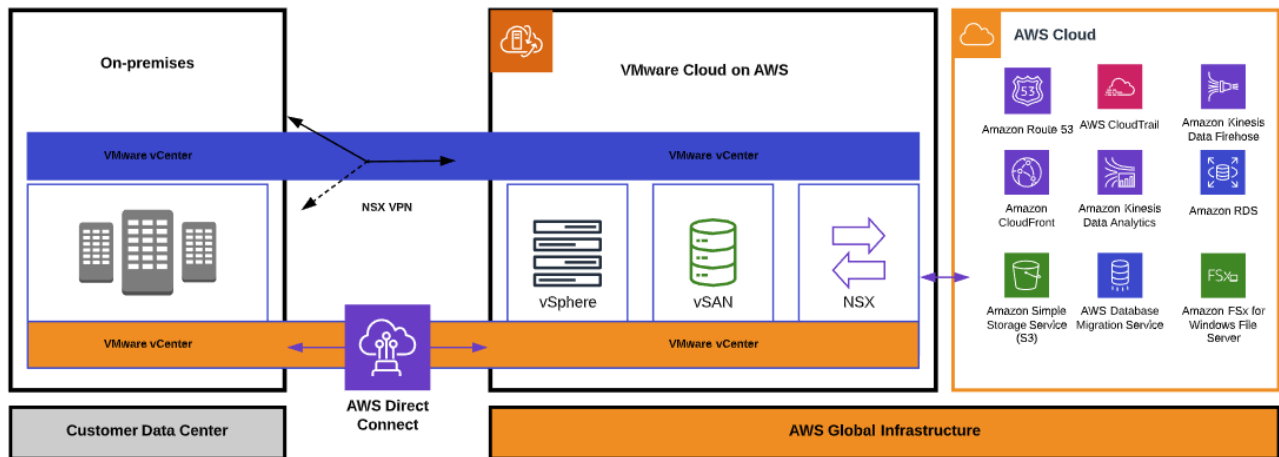 On-premises
VMware Cloud on AWS
AWS Cloud
53
Amazon Route 53
AWS CloudTrail
Amazon Kinesis
Data Firehose
VMware vCenter
VMware vCenter
NSX VPN
Amazon
CloudFront
Amazon Kinesis
Data Analytics
Amazon RDS
vSphere
vSAN
NSX
FSx
Amazon Simple
Storage Service
(S3)
AWS Database
Migration Service
Amazon FSx for
Windows File
Server
VMware vCenter
VMware vCenter
AWS Direct
Connect
Customer Data Center
AWS Global Infrastructure